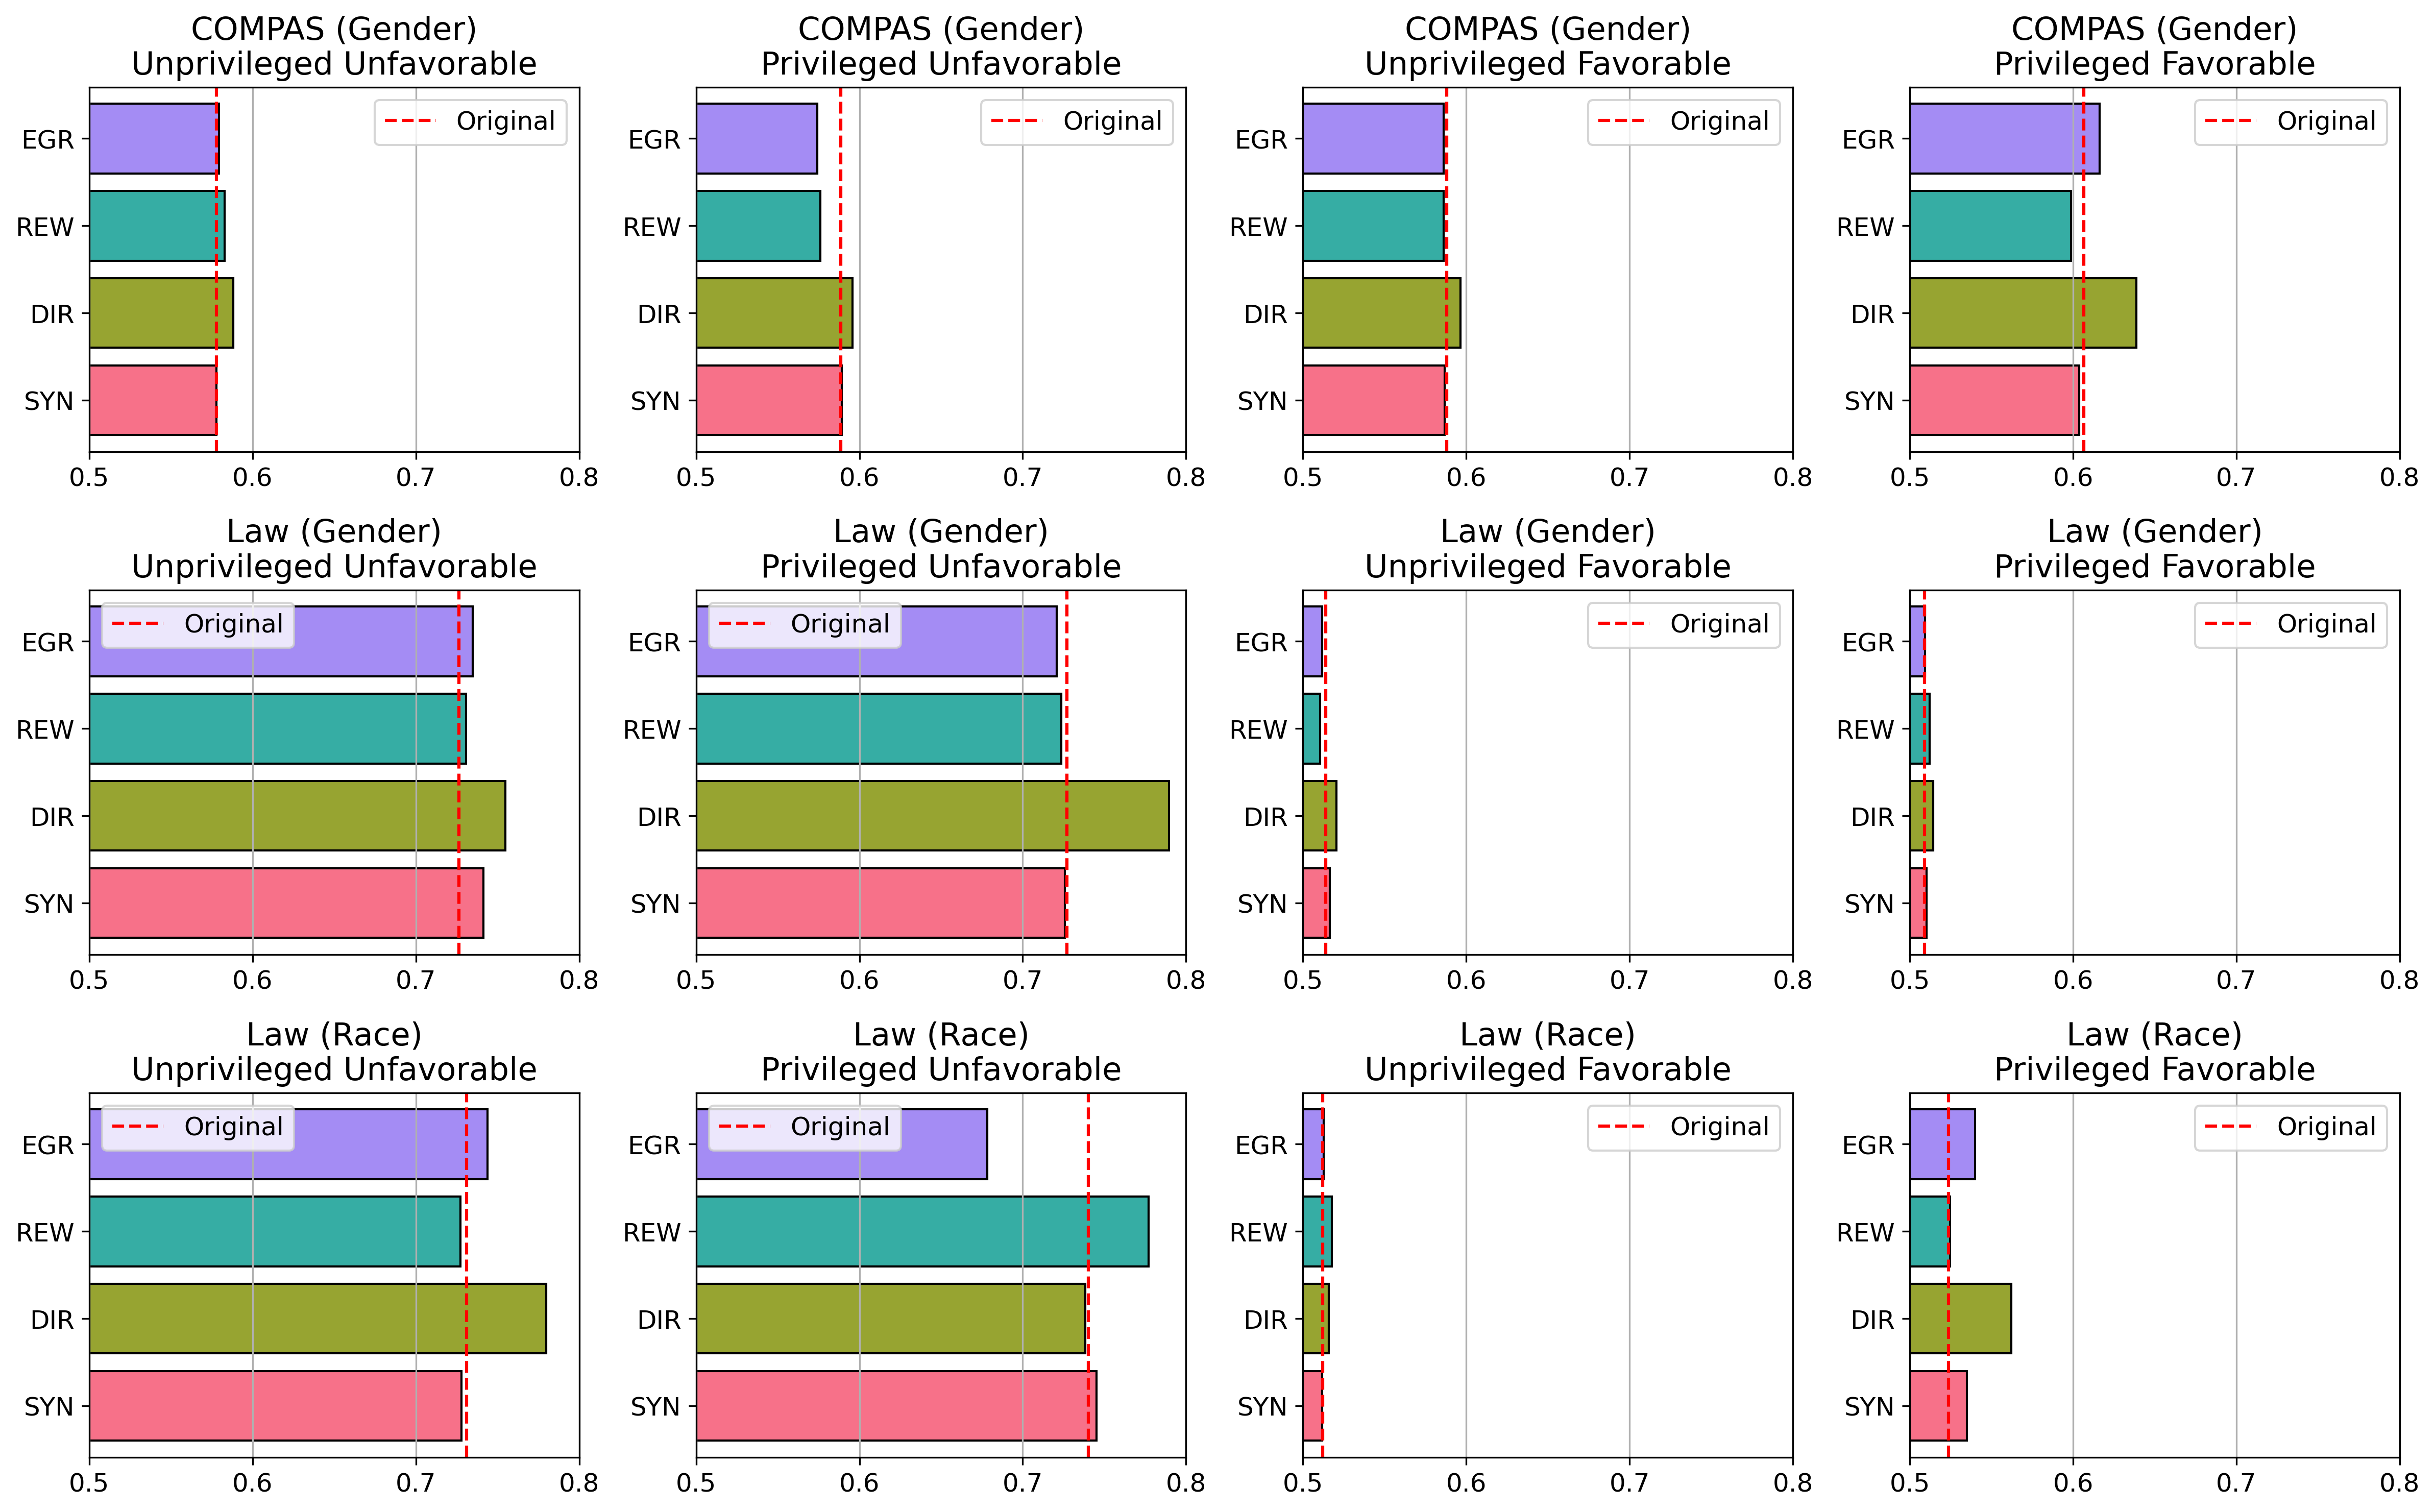 COMPAS (Gender)
Unprivileged Unfavorable
EGR
REW
DIR
SYN
Original
0.5 0.6 0.7 0.8
COMPAS (Gender)
Privileged Unfavorable
EGR
REW
DIR
SYN
Original
0.5 0.6 0.7 0.8
COMPAS (Gender)
Unprivileged Favorable
EGR
REW
DIR
SYN
Original
0.5 0.6 0.7 0.8
COMPAS (Gender)
Privileged Favorable
EGR
REW
DIR
SYN
Original
0.5 0.6 0.7 0.8
Law (Gender)
Unprivileged Unfavorable
EGR
REW
DIR
SYN
Original
0.5 0.6 0.7 0.8
Law (Gender)
Privileged Unfavorable
EGR
REW
DIR
SYN
Original
0.5 0.6 0.7 0.8
Law (Gender)
Unprivileged Favorable
EGR
REW
DIR
SYN
Original
0.5 0.6 0.7 0.8
Law (Gender)
Privileged Favorable
EGR
REW
DIR
SYN
Original
0.5 0.6 0.7 0.8
Law (Race)
Unprivileged Unfavorable
EGR
REW
DIR
SYN
Original
0.5 0.6 0.7 0.8
Law (Race)
Privileged Unfavorable
EGR
REW
DIR
SYN
Original
0.5 0.6 0.7 0.8
Law (Race)
Unprivileged Favorable
EGR
REW
DIR
SYN
Original
0.5 0.6 0.7 0.8
Law (Race)
Privileged Favorable
EGR
REW
DIR
SYN
Original
0.5 0.6 0.7 0.8